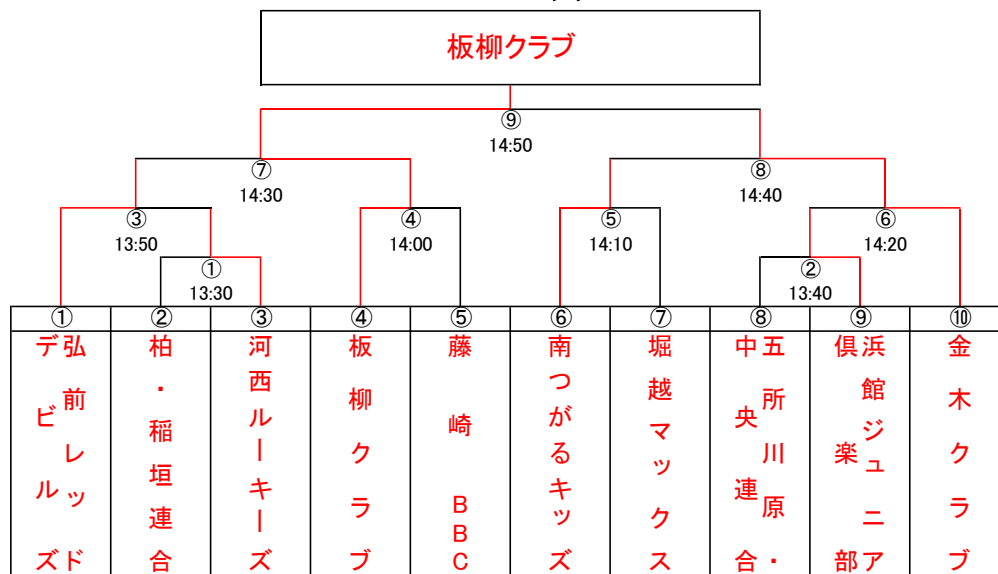 板柳クラブ
⑨
14:50
⑦
⑧
14:30
14:40
③
④
⑤
⑥
13:50
14:00
14:10
14:20
①
②
13:30
13:40
①
②
③
④
⑤
⑥
⑦
⑧
⑨
⑩
弘前レッド
デビルズ
柏・稲垣連合
河西ルーキーズ
板柳クラブ
藤崎BBC
南つがるキッズ
堀越マックス
五所川原・
中央連合
浜館ジュニア
倶楽部
金木クラブ